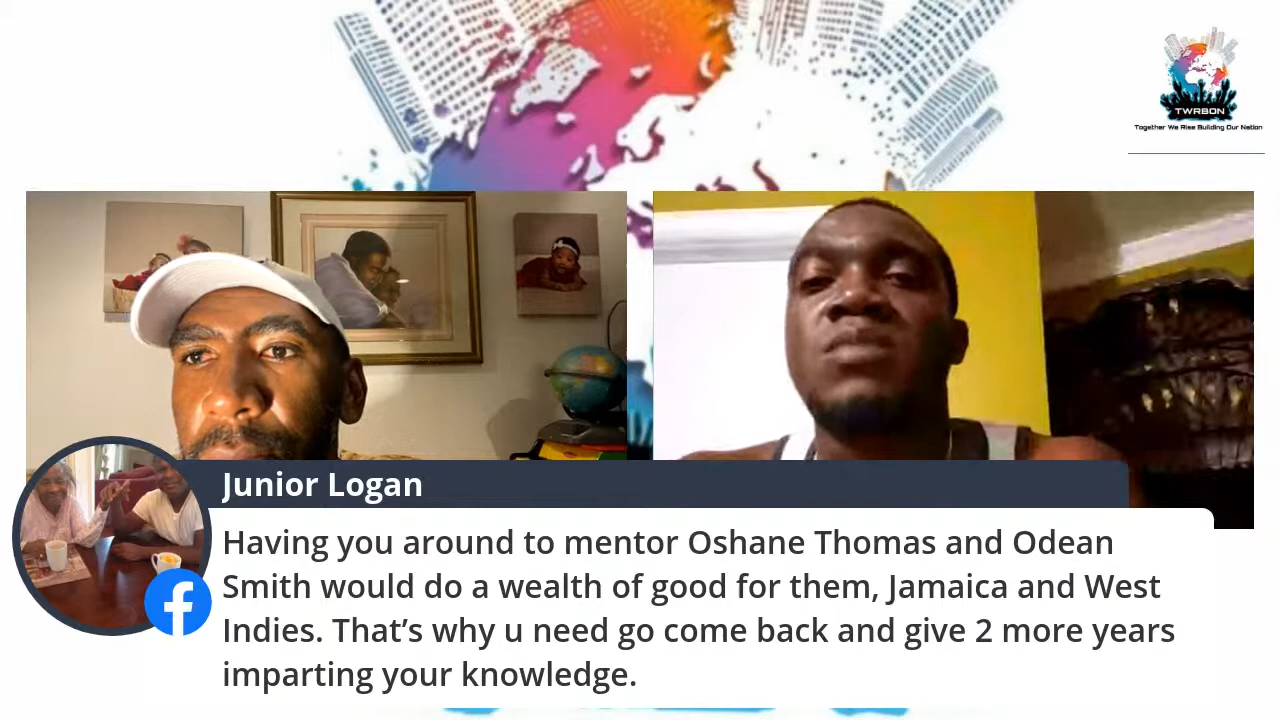 TWRBON
Together We Rise Building Our Nation
Junior Logan
Having you around to mentor Oshane Thomas and Odean
Smith would do a wealth of good for them, Jamaica and West
Indies. That’s why u need go come back and give 2 more years
imparting your knowledge.